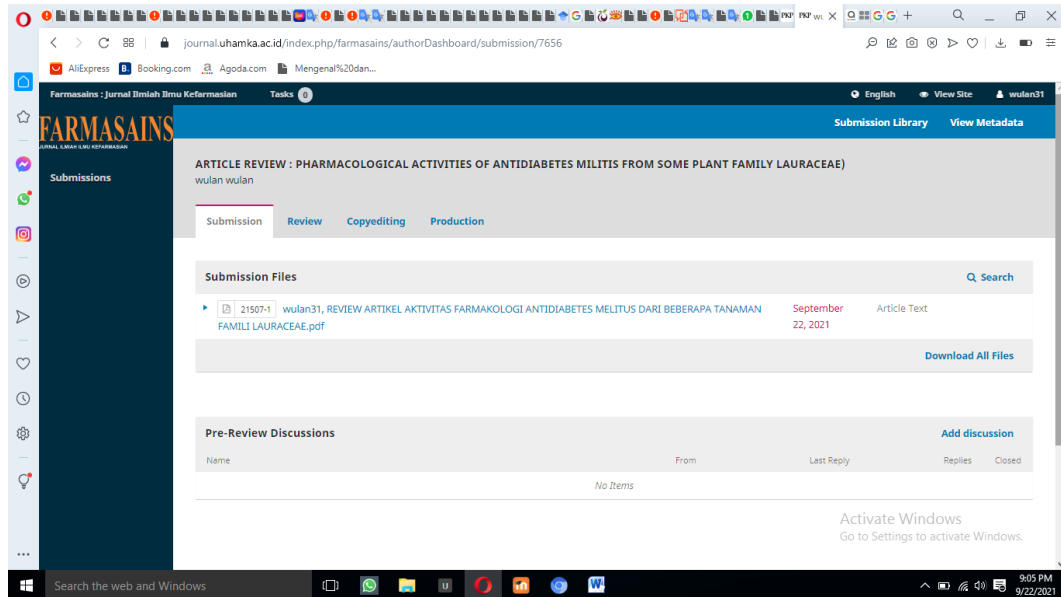 PKP
PKP wu
journal.uhamka.ac.id/index.php/farmasains/authorDashboard/submission/7656
AliExpress B. Booking.com a Agoda.com Mengenal%20dan...
Farmasains : Jurnal Ilmiah Ilmu Kefarmasian Tasks 0 English View Site wulan31
FARMASAINS
JURNAL ILMIAH ILMU KEFARMASIAN
Submission Library View Metadata
Submissions
ARTICLE REVIEW : PHARMACOLOGICAL ACTIVITIES OF ANTIDIABETES MILITIS FROM SOME PLANT FAMILY LAURACEAE)
wulan wulan
Submission Review Copyediting Production
Submission Files Search
21507-1 wulan31, REVIEW ARTIKEL AKTIVITAS FARMAKOLOGI ANTIDIABETES MELITUS DARI BEBERAPA TANAMAN September Article Text
FAMILI LAURACEAE.pdf 22, 2021
Download All Files
Pre-Review Discussions Add discussion
Name From Last Reply Replies Closed
No Items
Activate Windows
Go to Settings to activate Windows.
Search the web and Windows
9:05 PM
9/22/2021